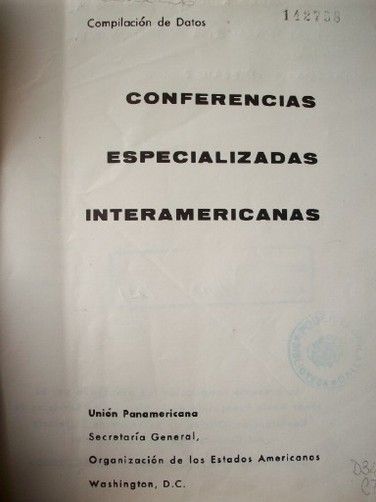 Compilación de Datos
142738
CONFERENCIAS
ESPECIALIZADAS
INTERAMERICANAS
Unión Panamericana
Secretaría General,
Organización de los Estados Americanos
Washington, D.C.